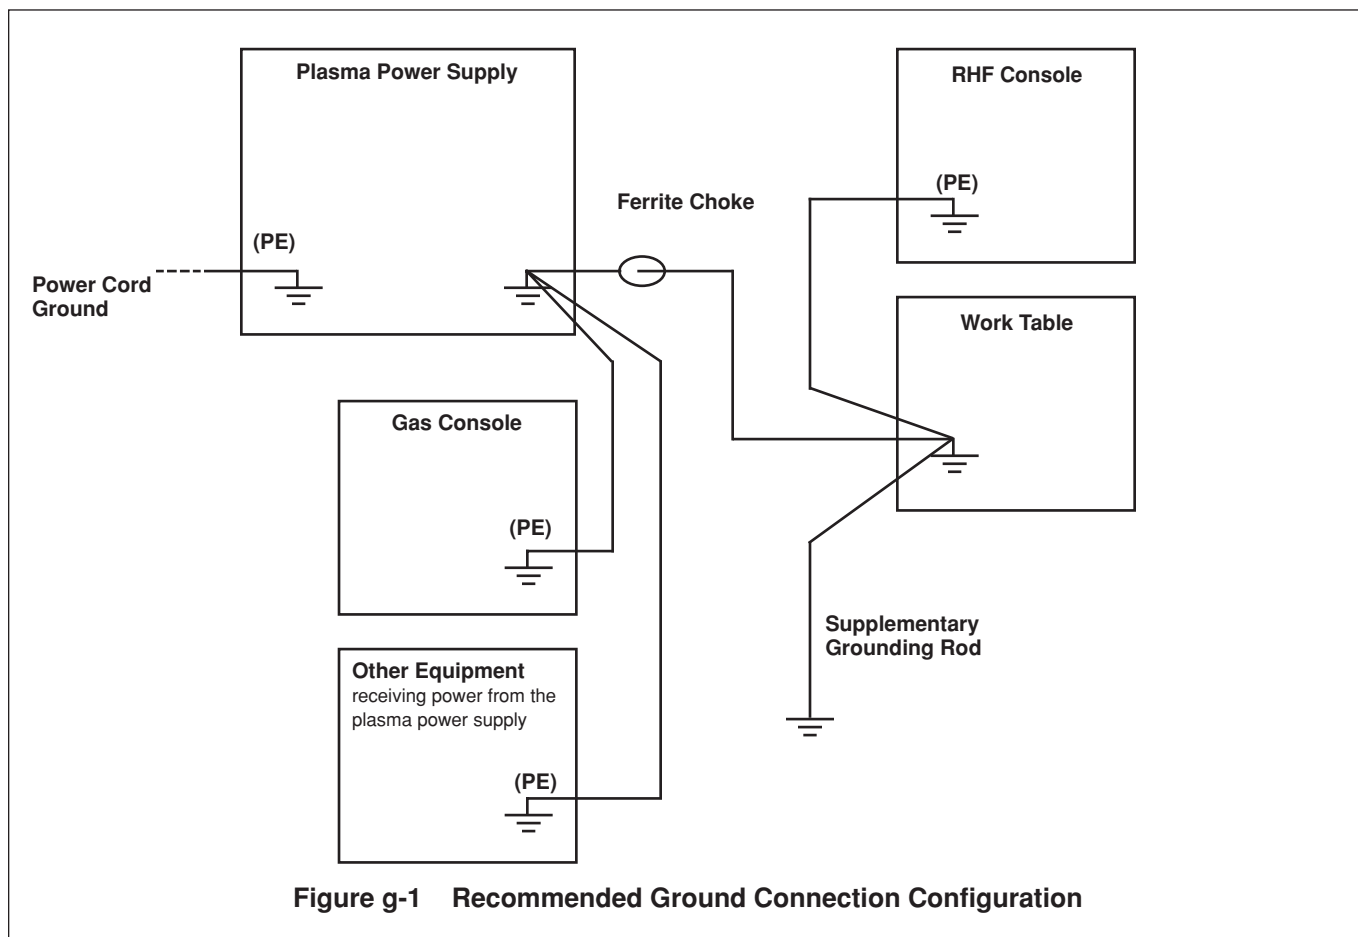 Plasma Power Supply
RHF Console
(PE)
Ferrite Choke
(PE)
Power Cord
Ground
Work Table
Gas Console
(PE)
Supplementary
Grounding Rod
Other Equipment
receiving power from the
plasma power supply
(PE)
Figure g-1 Recommended Ground Connection Configuration